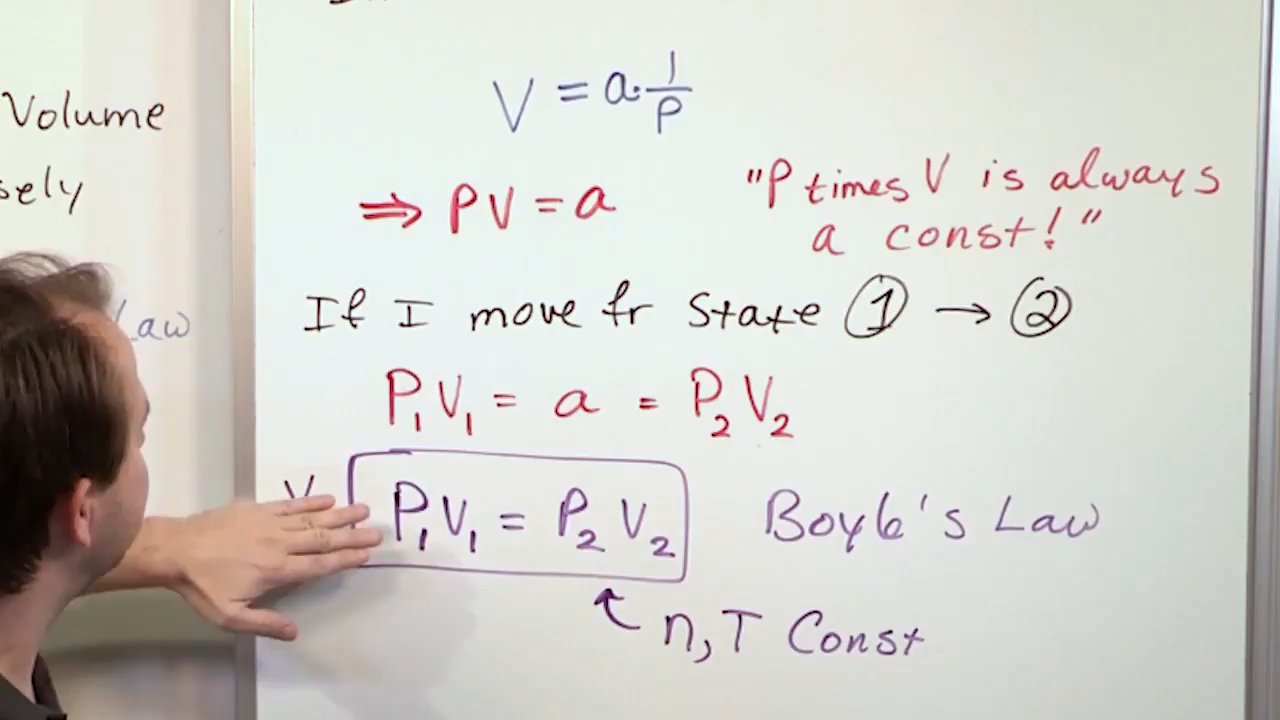 Volume
sely
Law
V = a·1/P
⇒ PV = a
"P times V is always
a const!"
If I move fr state ① → ②
P₁V₁ = a = P₂V₂
P₁V₁ = P₂V₂
Boyle's Law
n,T Const